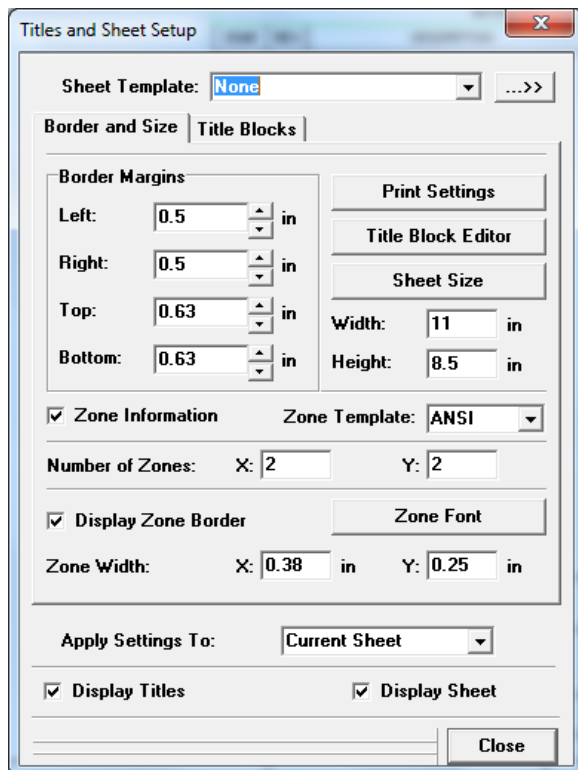 Titles and Sheet Setup
Sheet Template: None ...>>
Border and Size Title Blocks
Border Margins
Left: 0.5 in
Right: 0.5 in
Top: 0.63 in
Bottom: 0.63 in
Print Settings
Title Block Editor
Sheet Size
Width: 11 in
Height: 8.5 in
Zone Information Zone Template: ANSI
Number of Zones: X: 2 Y: 2
Display Zone Border Zone Font
Zone Width: X: 0.38 in Y: 0.25 in
Apply Settings To: Current Sheet
Display Titles Display Sheet
Close